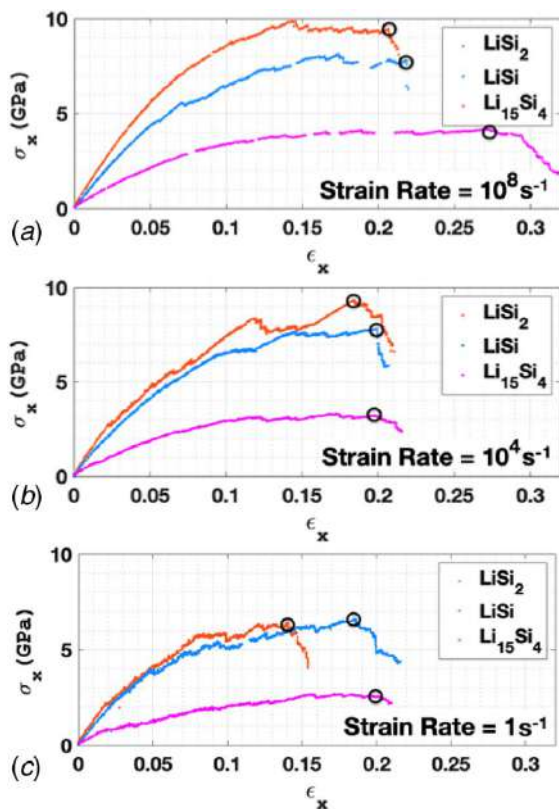 10
5
0
σx (GPa)
LiSi2
LiSi
Li15Si4
Strain Rate = 10^8 s^-1
0 0.05 0.1 0.15 0.2 0.25 0.3
(a)
ϵx
10
5
0
σx (GPa)
LiSi2
LiSi
Li15Si4
Strain Rate = 10^4 s^-1
0 0.05 0.1 0.15 0.2 0.25 0.3
(b)
ϵx
10
5
0
σx (GPa)
LiSi2
LiSi
Li15Si4
Strain Rate = 1s^-1
0 0.05 0.1 0.15 0.2 0.25 0.3
(c)
ϵx